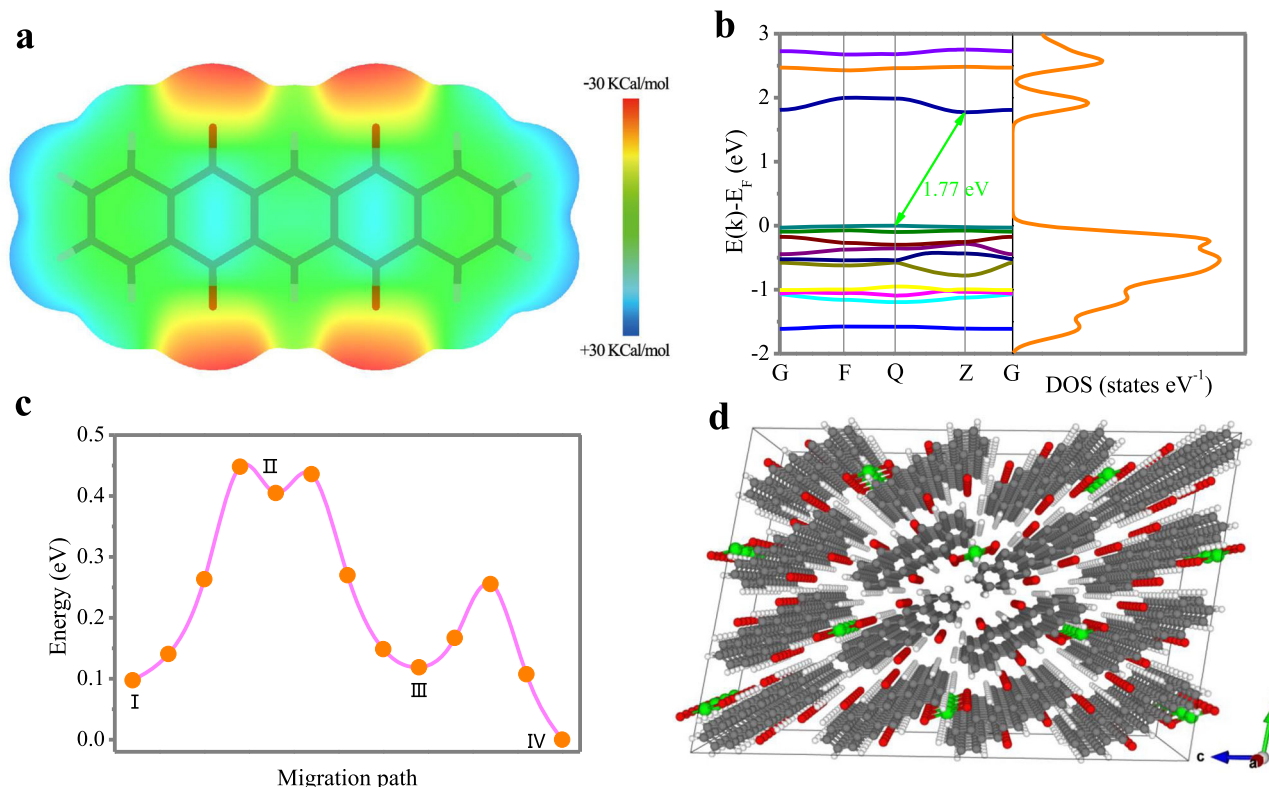 a
-30 KCal/mol
+30 KCal/mol
b
3
2
1
0
-1
-2
E(k)-E_F (eV)
1.77 eV
G F Q Z G
DOS (states eV⁻¹)
c
0.5
0.4
0.3
0.2
0.1
0.0
Energy (eV)
I
II
III
IV
Migration path
d
c
a